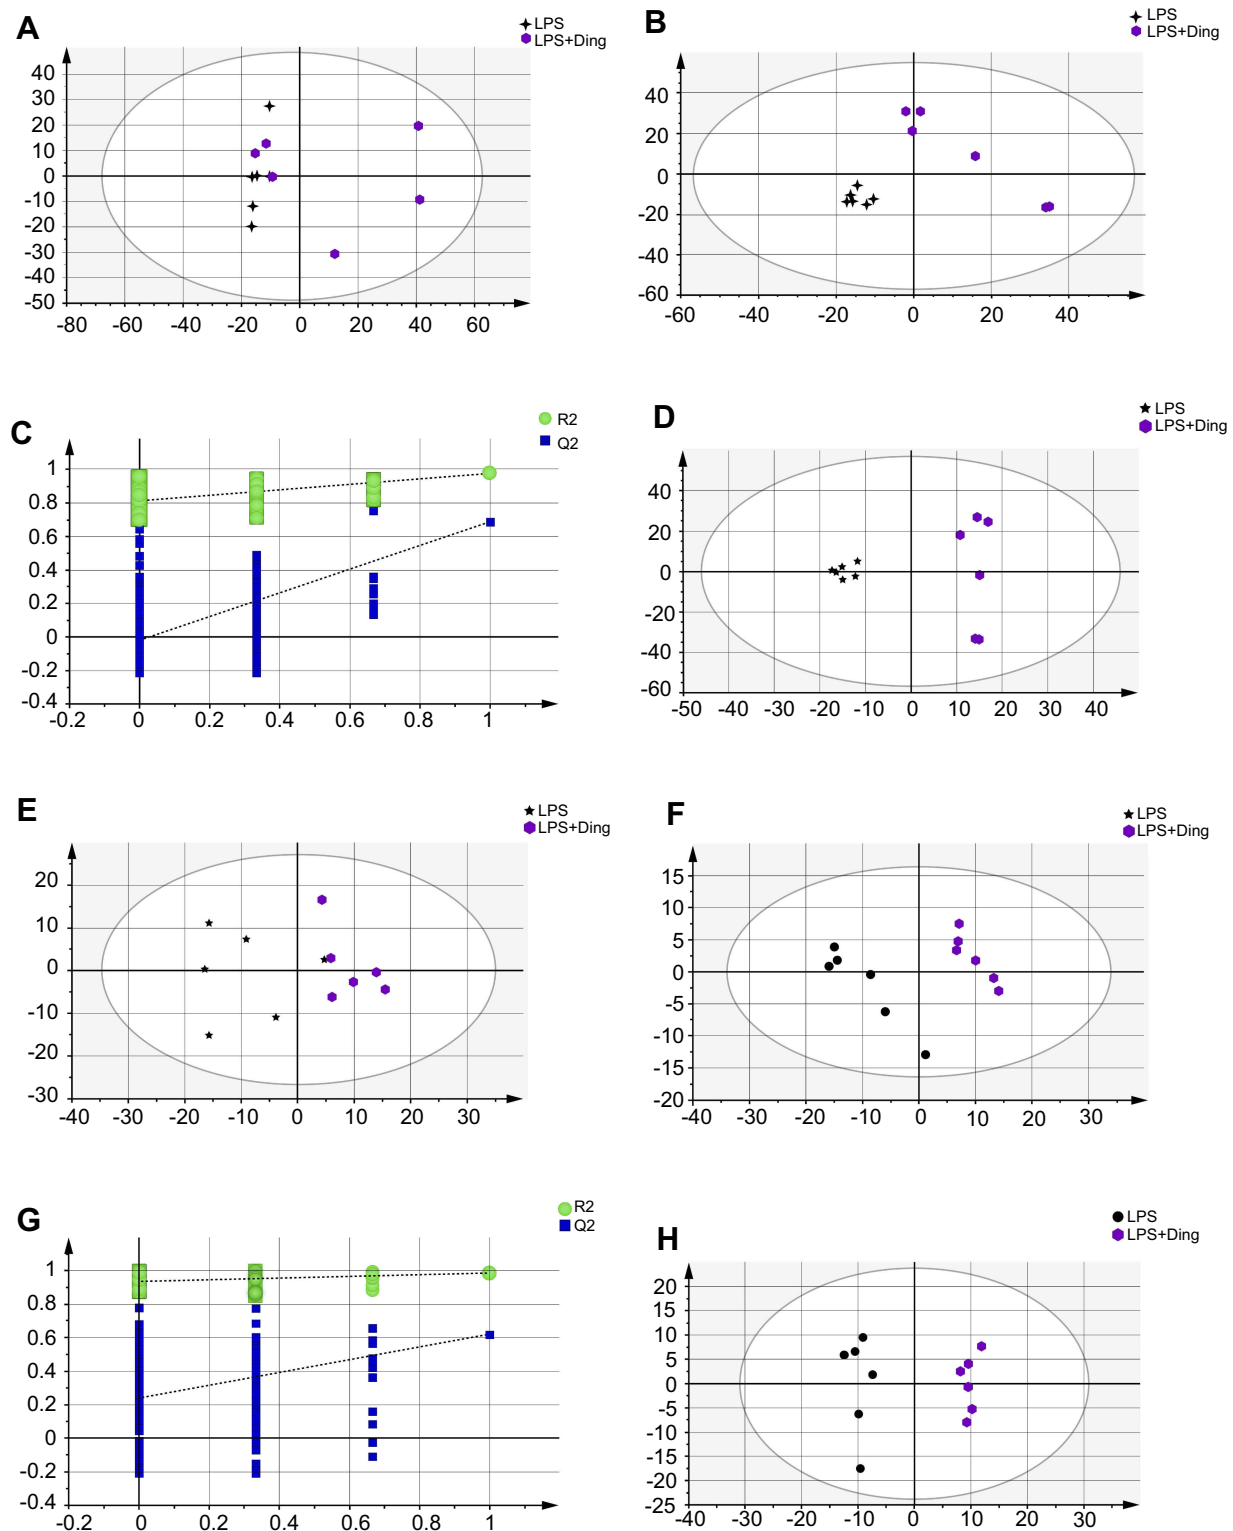 A
LPS
LPS+Ding
40
30
20
10
0
-10
-20
-30
-40
-50
-80 -60 -40 -20 0 20 40 60
B
LPS
LPS+Ding
40
20
0
-20
-40
-60
-60 -40 -20 0 20 40
C
R2
Q2
1
0.8
0.6
0.4
0.2
0
-0.2
-0.4
-0.2 0 0.2 0.4 0.6 0.8 1
D
LPS
LPS+Ding
40
20
0
-20
-40
-60
-50 -40 -30 -20 -10 0 10 20 30 40
E
LPS
LPS+Ding
20
10
0
-10
-20
-30
-40 -30 -20 -10 0 10 20 30
F
LPS
LPS+Ding
15
10
5
0
-5
-10
-15
-20
-40 -30 -20 -10 0 10 20 30
G
R2
Q2
1
0.8
0.6
0.4
0.2
0
-0.2
-0.4
-0.2 0 0.2 0.4 0.6 0.8 1
H
LPS
LPS+Ding
20
15
10
5
0
-5
-10
-15
-20
-25
-40 -30 -20 -10 0 10 20 30